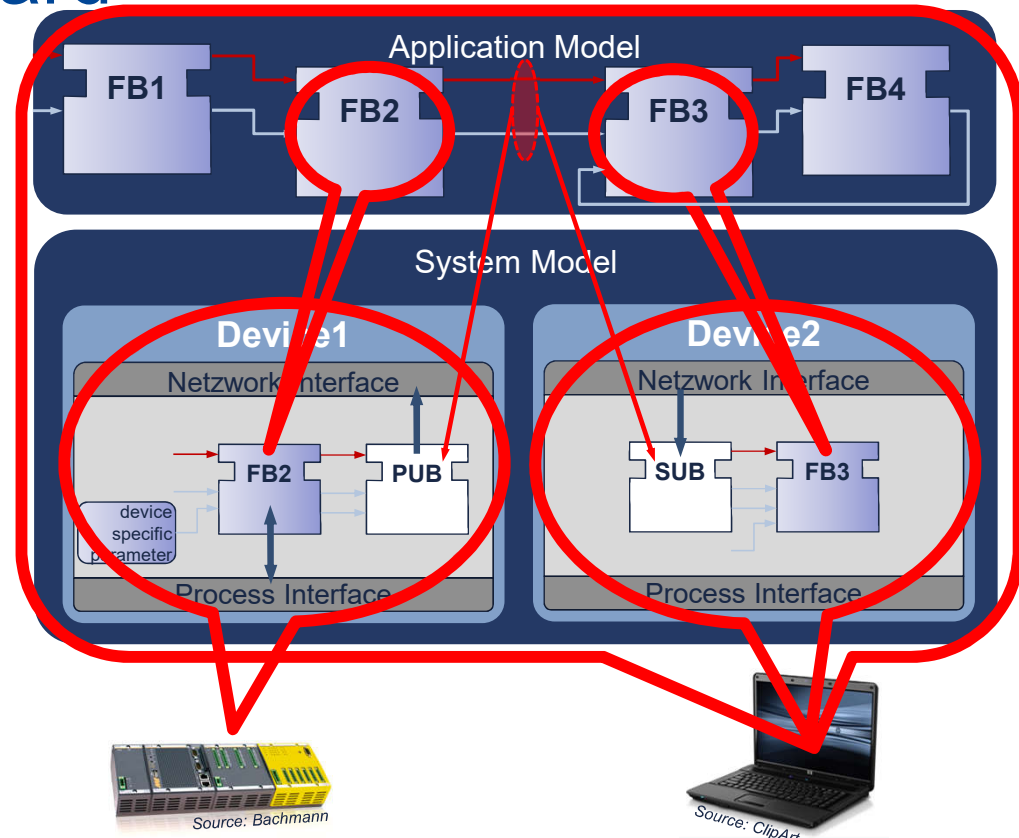 Application Model
FB1
FB2
FB3
FB4
System Model
Device1
Device2
Netzwork Interface
Netzwork Interface
FB2
PUB
SUB
FB3
device
specific
parameter
Process Interface
Process Interface
Source: Bachmann
Source: ClipArt